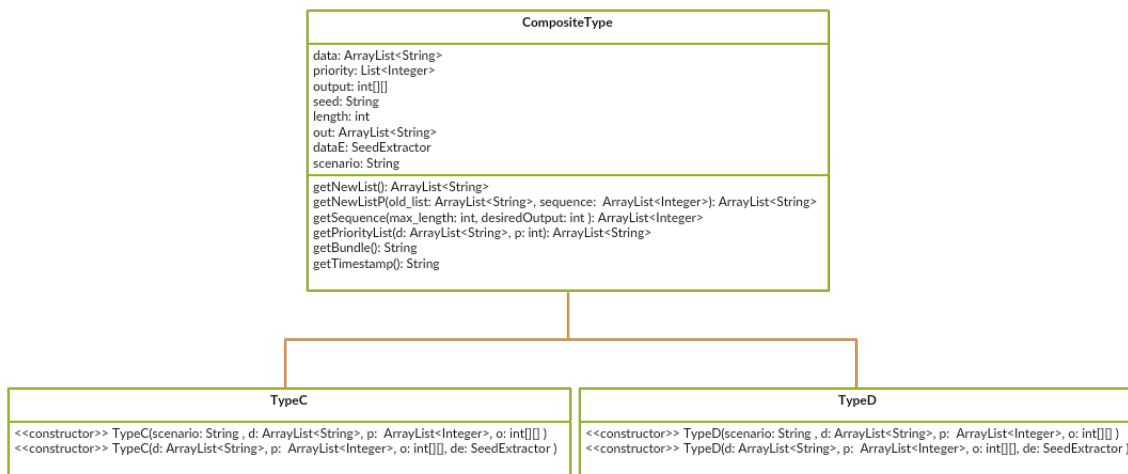 CompositeType
data: ArrayList<String>
priority: List<Integer>
output: int[][]
seed: String
length: int
out: ArrayList<String>
dataE: SeedExtractor
scenario: String
getNewList(): ArrayList<String>
getNewListP(old_list: ArrayList<String>, sequence:  ArrayList<Integer>): ArrayList<String>
getSequence(max_length: int, desiredOutput: int ): ArrayList<Integer>
getPriorityList(d: ArrayList<String>, p: int): ArrayList<String>
getBundle(): String
getTimestamp(): String
TypeC
<<constructor>> TypeC(scenario: String , d: ArrayList<String>, p:  ArrayList<Integer>, o: int[][] )
<<constructor>> TypeC(d: ArrayList<String>, p:  ArrayList<Integer>, o: int[][], de: SeedExtractor )
TypeD
<<constructor>> TypeD(scenario: String , d: ArrayList<String>, p:  ArrayList<Integer>, o: int[][] )
<<constructor>> TypeD(d: ArrayList<String>, p:  ArrayList<Integer>, o: int[][], de: SeedExtractor )